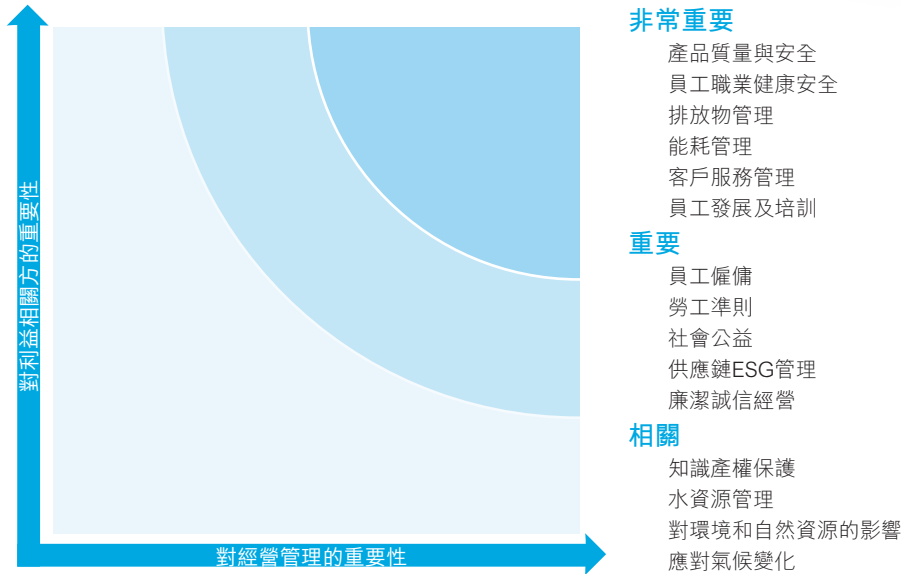 對利益相關方的重要性
對經營管理的重要性
非常重要
產品質量與安全
員工職業健康安全
排放物管理
能耗管理
客戶服務管理
員工發展及培訓
重要
員工僱傭
勞工準則
社會公益
供應鏈ESG管理
廉潔誠信經營
相關
知識產權保護
水資源管理
對環境和自然資源的影響
應對氣候變化